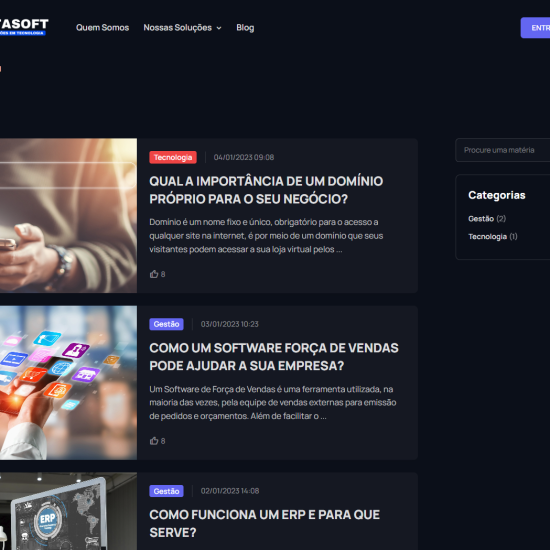 TASOFT
Quem Somos
Nossas Soluções
Blog
ENTR
Procure uma matéria
Categorias
Gestão (2)
Tecnologia (1)
Tecnologia
04/01/2023 09:08
QUAL A IMPORTÂNCIA DE UM DOMÍNIO
PRÓPRIO PARA O SEU NEGÓCIO?
Domínio é um nome fixo e único, obrigatório para o acesso a
qualquer site na internet, é por meio de um domínio que seus
visitantes podem acessar a sua loja virtual pelos ...
8
Gestão
03/01/2023 10:23
COMO UM SOFTWARE FORÇA DE VENDAS
PODE AJUDAR A SUA EMPRESA?
Um Software de Força de Vendas é uma ferramenta utilizada, na
maioria das vezes, pela equipe de vendas externas para emissão
de pedidos e orçamentos. Além de facilitar o ...
8
Gestão
02/01/2023 14:08
COMO FUNCIONA UM ERP E PARA QUE
SERVE?
ERP